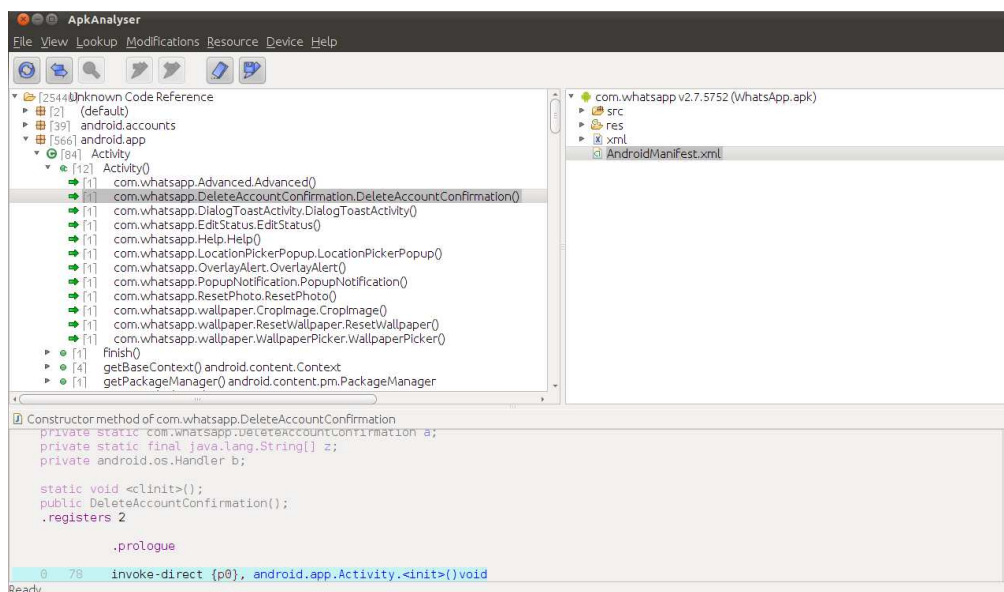 ApkAnalyser
File View Lookup Modifications Resource Device Help
Unknown Code Reference
[2] (default)
[39] android.accounts
[566] android.app
[84] Activity
[12] Activity()
[1] com.whatsapp.Advanced.Advanced()
[1] com.whatsapp.DeleteAccountConfirmation.DeleteAccountConfirmation()
[1] com.whatsapp.DialogToastActivity.DialogToastActivity()
[1] com.whatsapp.EditStatus.EditStatus()
[1] com.whatsapp.Help.Help()
[1] com.whatsapp.LocationPickerPopup.LocationPickerPopup()
[1] com.whatsapp.OverlayAlert.OverlayAlert()
[1] com.whatsapp.PopupNotification.PopupNotification()
[1] com.whatsapp.ResetPhoto.ResetPhoto()
[1] com.whatsapp.wallpaper.CropImage.CropImage()
[1] com.whatsapp.wallpaper.ResetWallpaper.ResetWallpaper()
[1] com.whatsapp.wallpaper.WallpaperPicker.WallpaperPicker()
[1] finish()
[4] getBaseContext() android.content.Context
[1] getPackageManager() android.content.pm.PackageManager
com.whatsapp v2.7.5752 (WhatsApp.apk)
src
res
xml
AndroidManifest.xml
Constructor method of com.whatsapp.DeleteAccountConfirmation
private static com.whatsapp.DeleteAccountConfirmation a;
private static final java.lang.String[] z;
private android.os.Handler b;
static void <clinit>();
public DeleteAccountConfirmation();
.registers 2
.prologue
0 70 invoke-direct {p0}, android.app.Activity.<init>()void
Ready